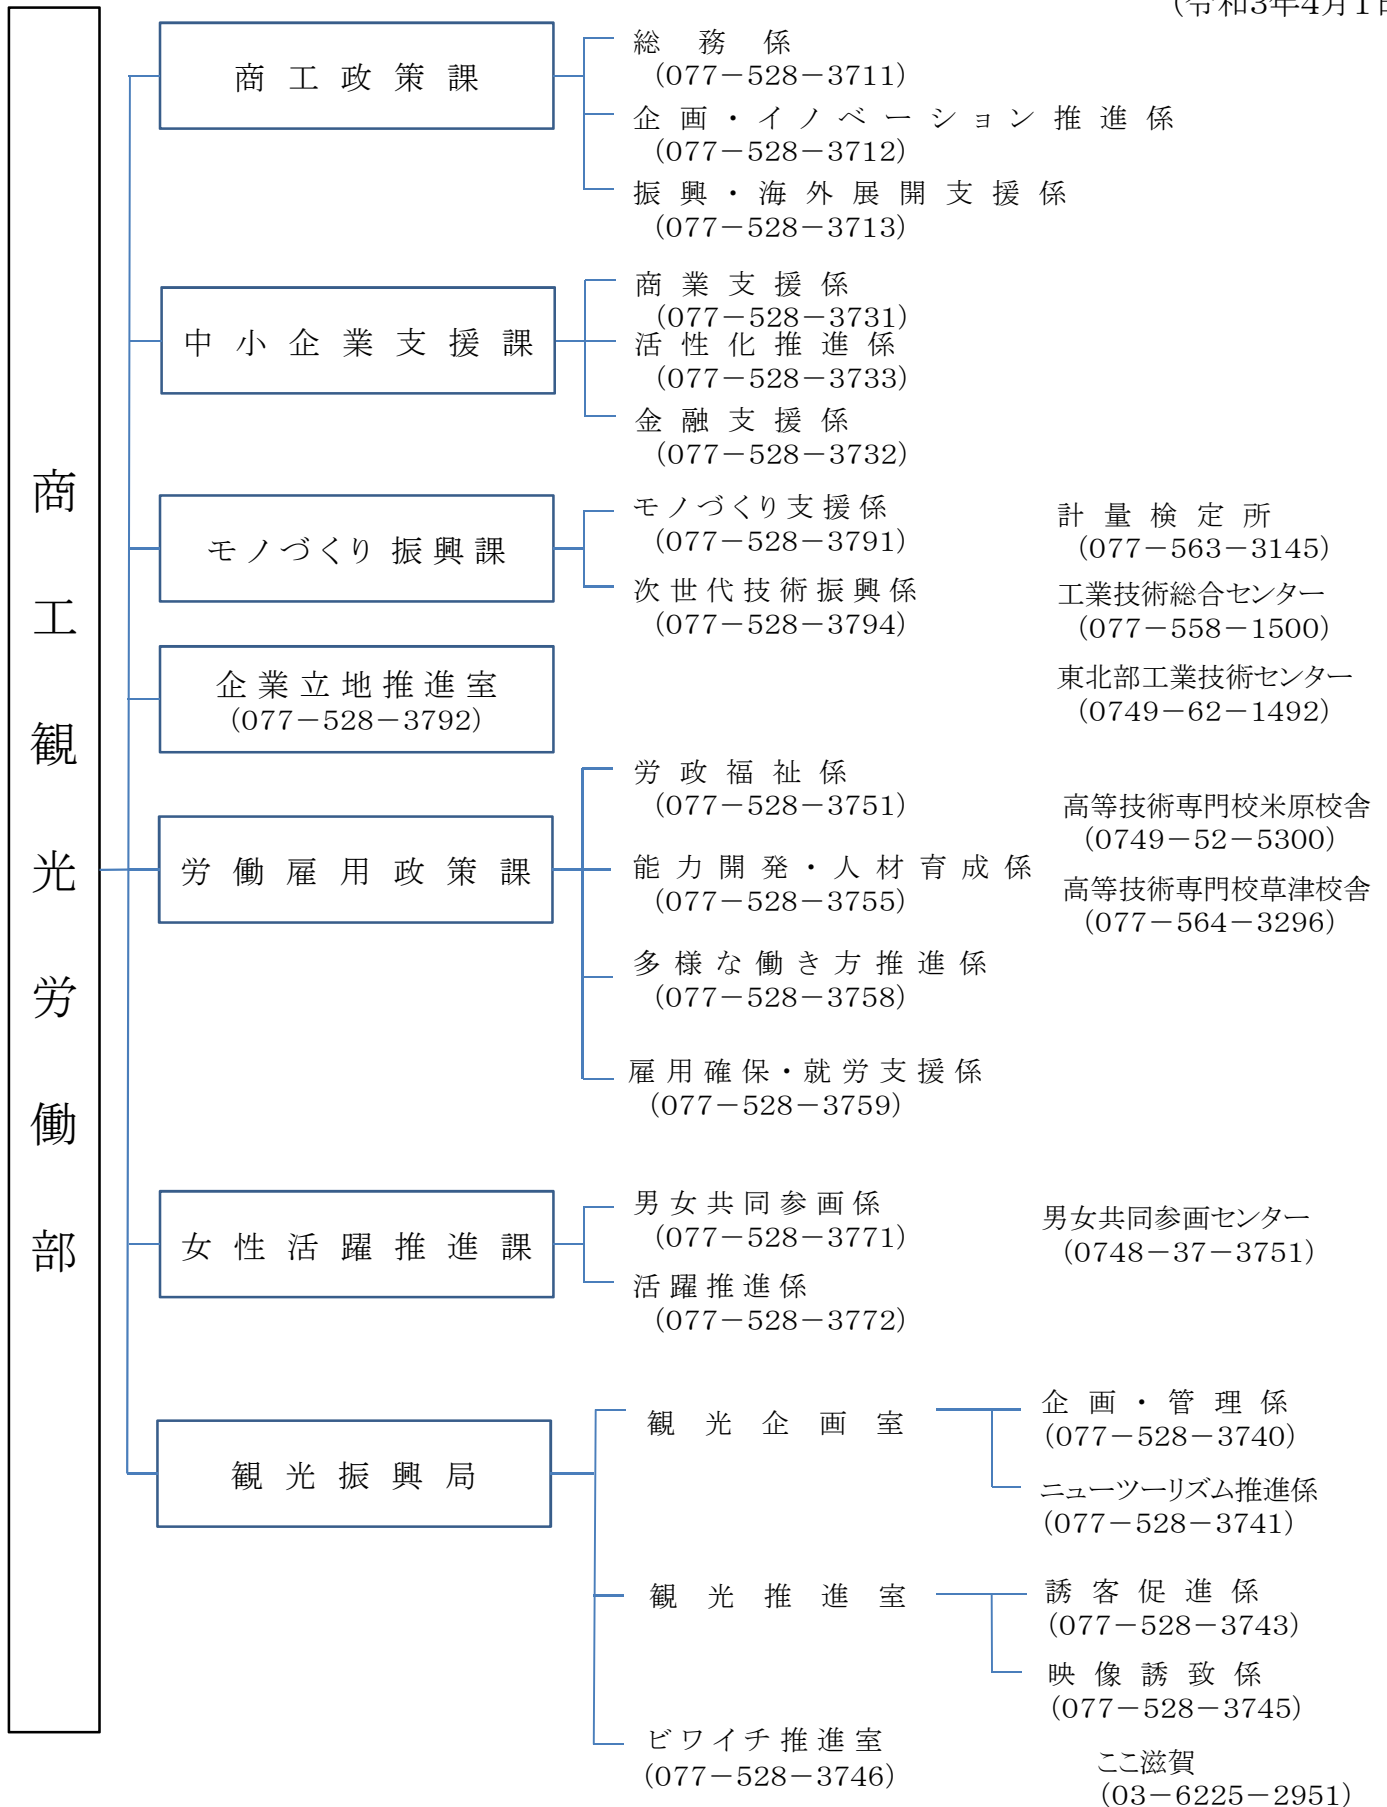 (令和3年4月1日
商工観光労働部
商工政策課
総務係
(077－528－3711)
企画・イノベーション推進係
(077－528－3712)
振興・海外展開支援係
(077－528－3713)
中小企業支援課
商業支援係
(077－528－3731)
活性化推進係
(077－528－3733)
金融支援係
(077－528－3732)
モノづくり振興課
モノづくり支援係
(077－528－3791)
次世代技術振興係
(077－528－3794)
計量検定所
(077－563－3145)
工業技術総合センター
(077－558－1500)
東北部工業技術センター
(0749－62－1492)
企業立地推進室
(077－528－3792)
労働雇用政策課
労政福祉係
(077－528－3751)
能力開発・人材育成係
(077－528－3755)
多様な働き方推進係
(077－528－3758)
雇用確保・就労支援係
(077－528－3759)
高等技術専門校米原校舎
(0749－52－5300)
高等技術専門校草津校舎
(077－564－3296)
女性活躍推進課
男女共同参画係
(077－528－3771)
活躍推進係
(077－528－3772)
男女共同参画センター
(0748－37－3751)
観光振興局
観光企画室
企画・管理係
(077－528－3740)
ニューツーリズム推進係
(077－528－3741)
観光推進室
誘客促進係
(077－528－3743)
映像誘致係
(077－528－3745)
ビワイチ推進室
(077－528－3746)
ここ滋賀
(03－6225－2951)